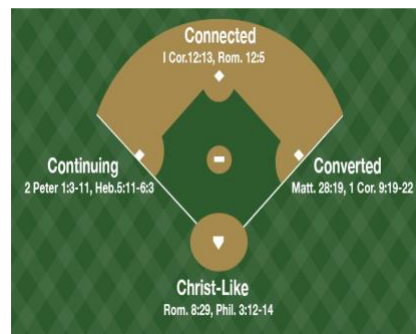 Connected
I Cor.12:13, Rom. 12:5
Continuing
2 Peter 1:3-11, Heb.5:11-6:3
Converted
Matt. 28:19, 1 Cor. 9:19-22
Christ-Like
Rom. 8:29, Phil. 3:12-14